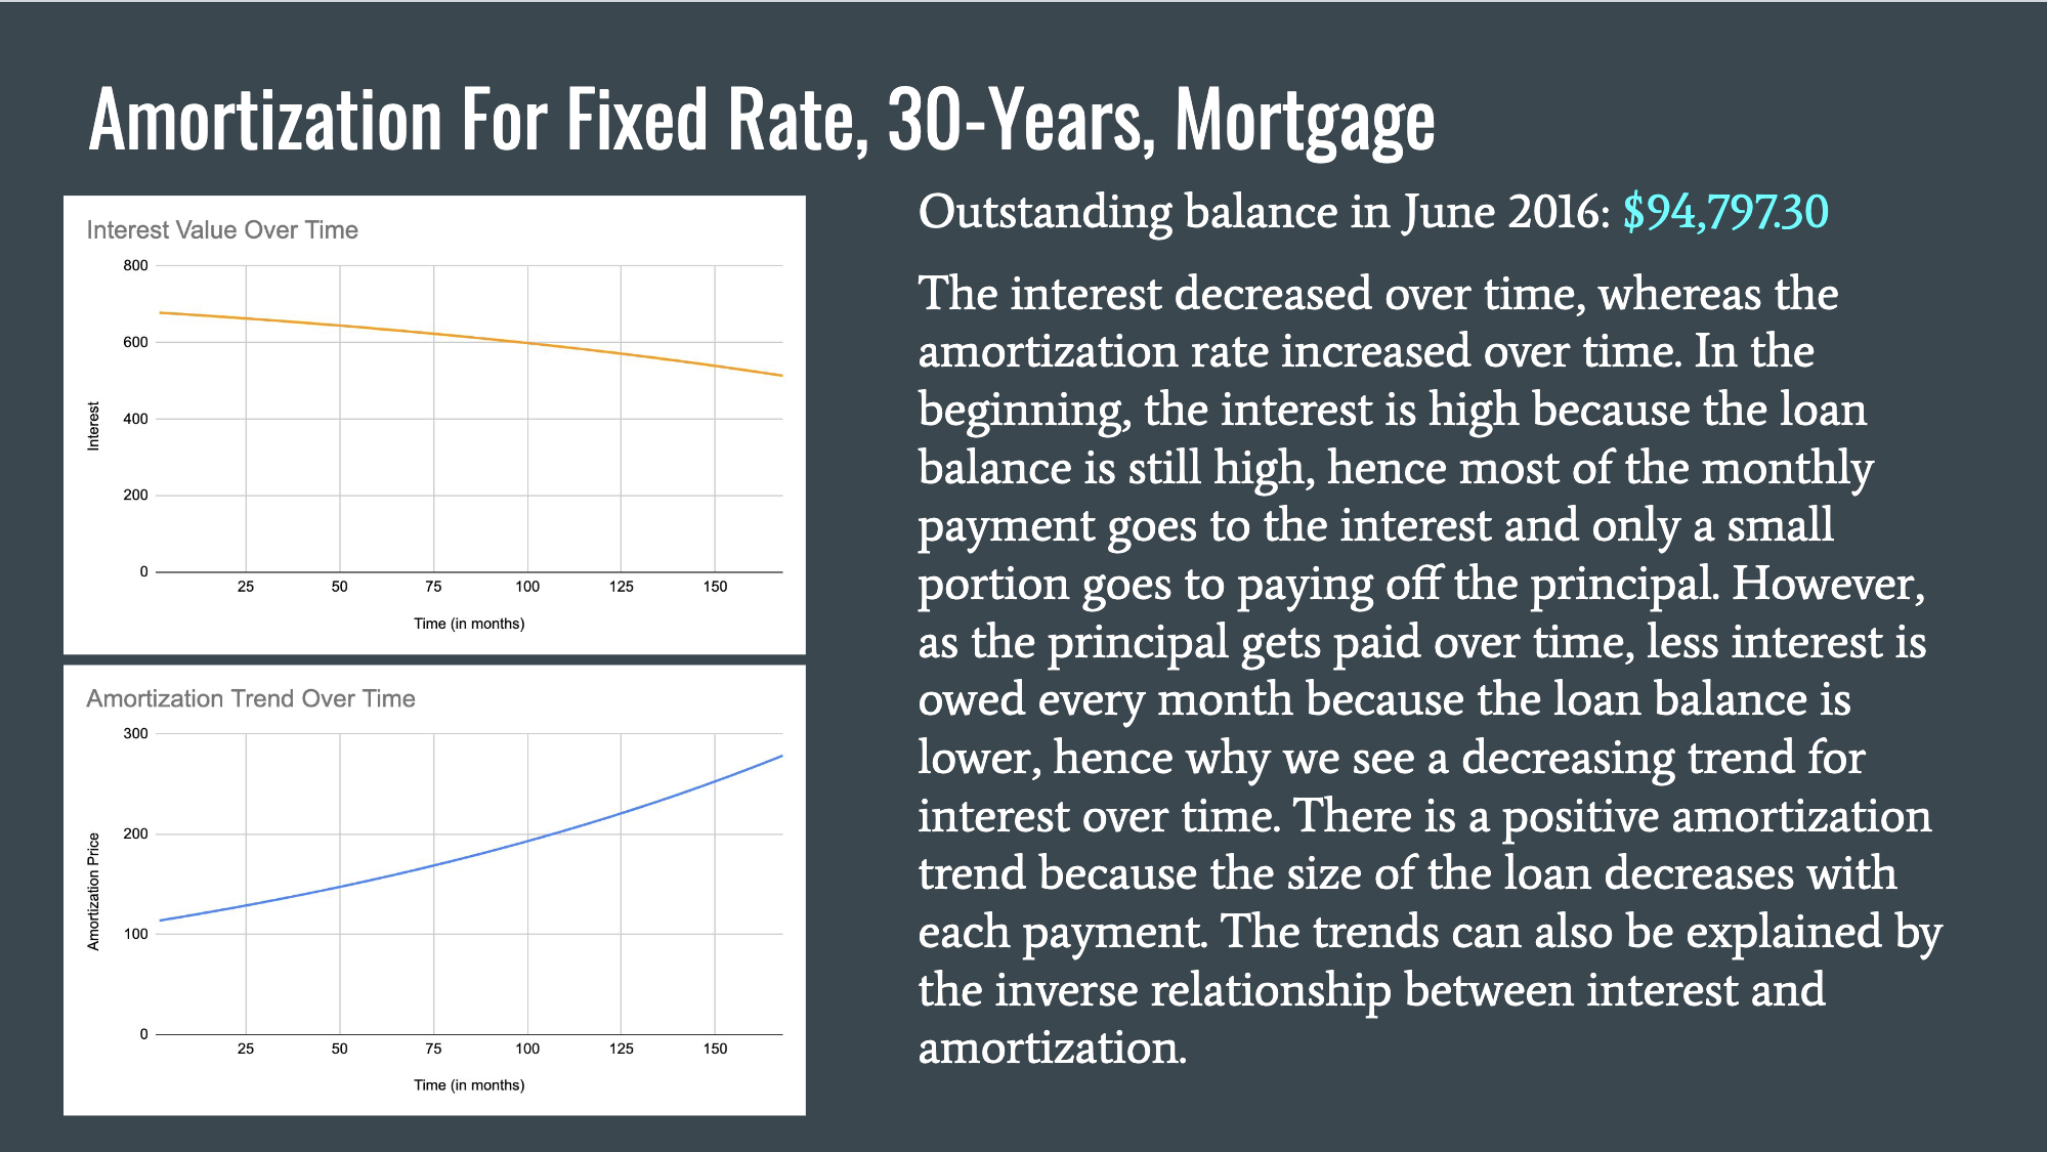 Amortization For Fixed Rate, 30-Years, Mortgage
Interest Value Over Time
800
600
400
200
0
Interest
25 50 75 100 125 150
Time (in months)
Amortization Trend Over Time
300
200
100
0
Amortization Price
25 50 75 100 125 150
Time (in months)
Outstanding balance in June 2016: $94,797.30
The interest decreased over time, whereas the
amortization rate increased over time. In the
beginning, the interest is high because the loan
balance is still high, hence most of the monthly
payment goes to the interest and only a small
portion goes to paying off the principal. However,
as the principal gets paid over time, less interest is
owed every month because the loan balance is
lower, hence why we see a decreasing trend for
interest over time. There is a positive amortization
trend because the size of the loan decreases with
each payment. The trends can also be explained by
the inverse relationship between interest and
amortization.